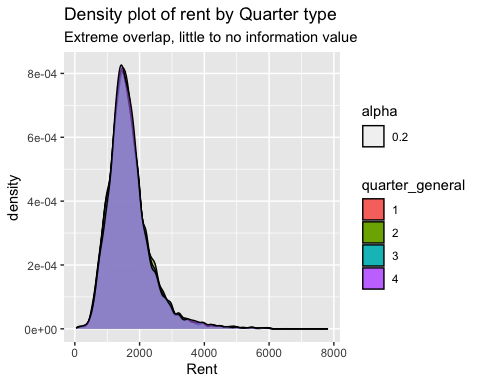 Density plot of rent by Quarter type
Extreme overlap, little to no information value
8e-04
6e-04
4e-04
2e-04
0e+00
density
0 2000 4000 6000 8000
Rent
alpha
0.2
quarter_general
1
2
3
4